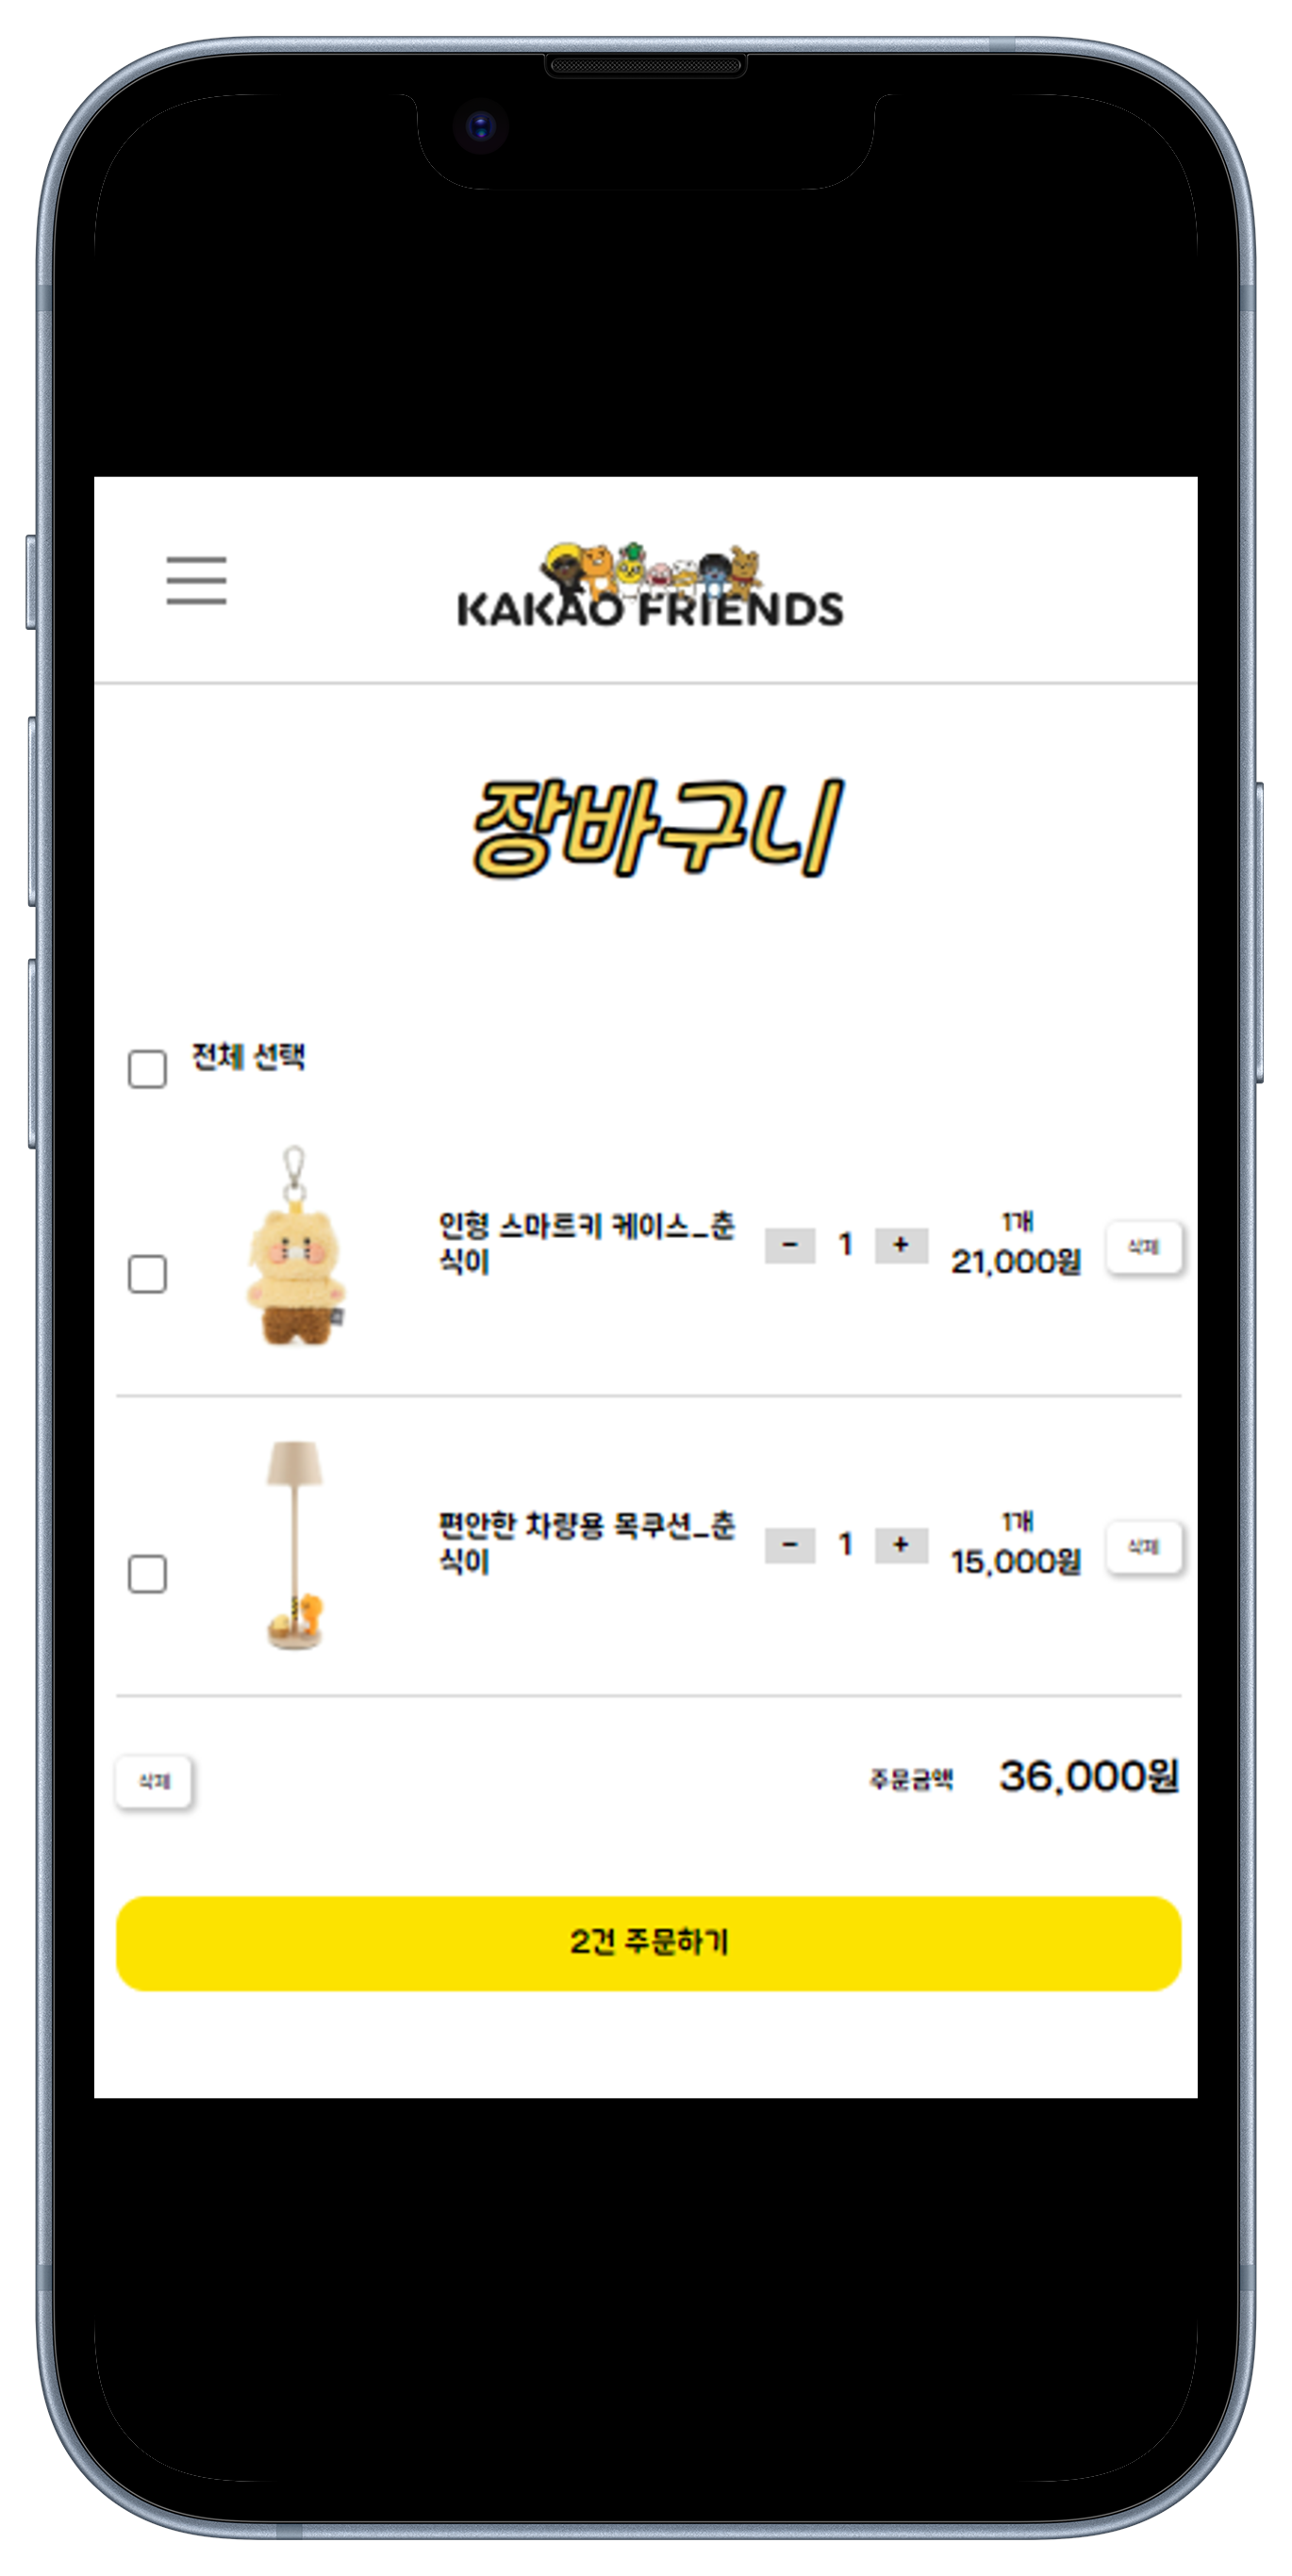 KAKAO FRIENDS
장바구니
전체 선택
인형 스마트키 케이스_춘
식이
- 1 +
1개
21,000원
삭제
편안한 차량용 목쿠션_춘
식이
- 1 +
1개
15,000원
삭제
삭제
주문금액 36,000원
2건 주문하기